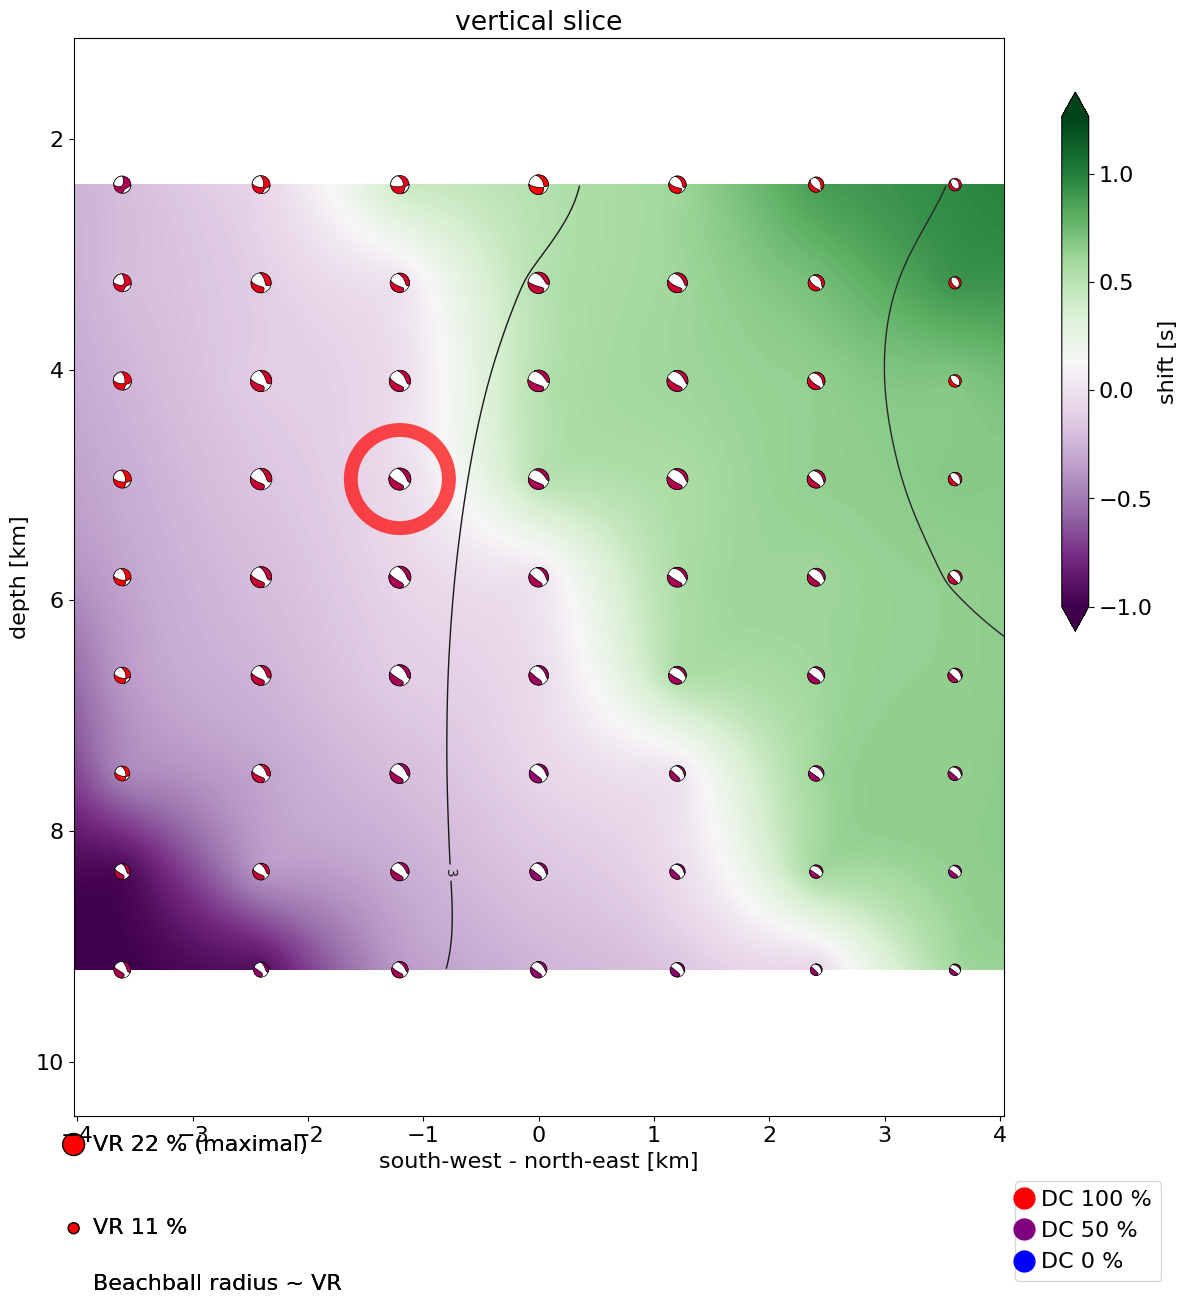 vertical slice
2
4
6
8
10
depth [km]
3
−4
−3
−2
−1
0
1
2
3
4
south-west - north-east [km]
1.0
0.5
0.0
−0.5
−1.0
shift [s]
VR 22 % (maximal)
VR 11 %
Beachball radius ~ VR
DC 100 %
DC 50 %
DC 0 %